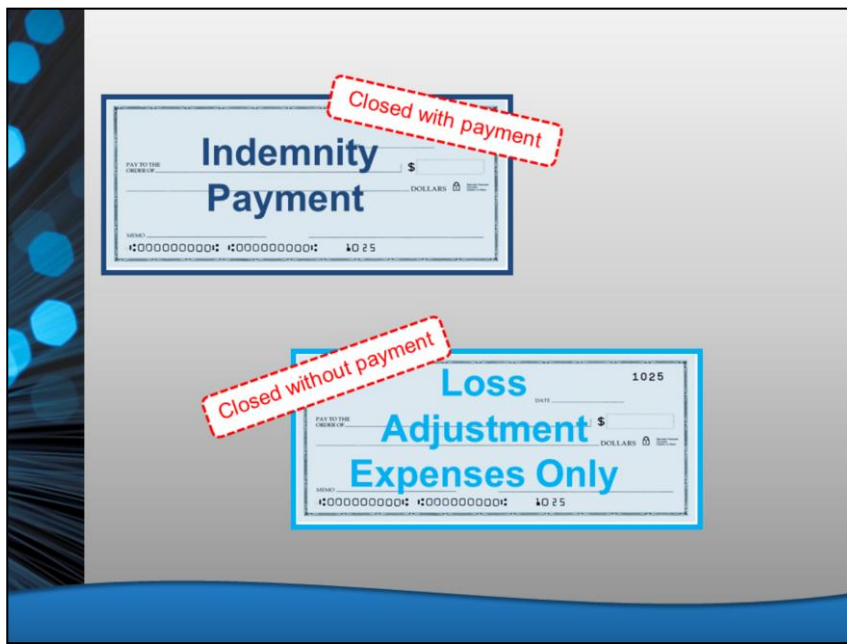 Closed with payment
Indemnity
PAY TO THE
ORDER OF
$
Payment
DOLLARS
MEMO
⑆000000000⑆ ⑆000000000⑆ 1025
Closed without payment
Loss
1025
DATE
PAY TO THE
ORDER OF
$
Adjustment
DOLLARS
Expenses Only
MEMO
⑆000000000⑆ ⑆000000000⑆ 1025